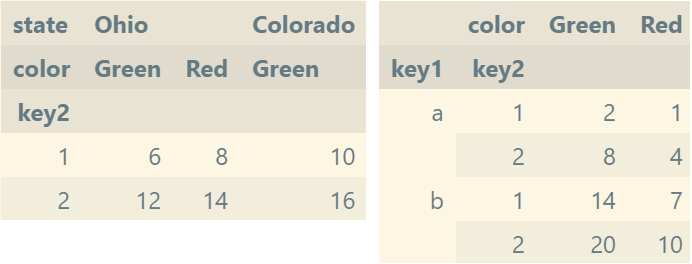 state Ohio Colorado
color Green Red Green
key2
1 6 8 10
2 12 14 16
color Green Red
key1 key2
a 1 2 1
2 8 4
b 1 14 7
2 20 10